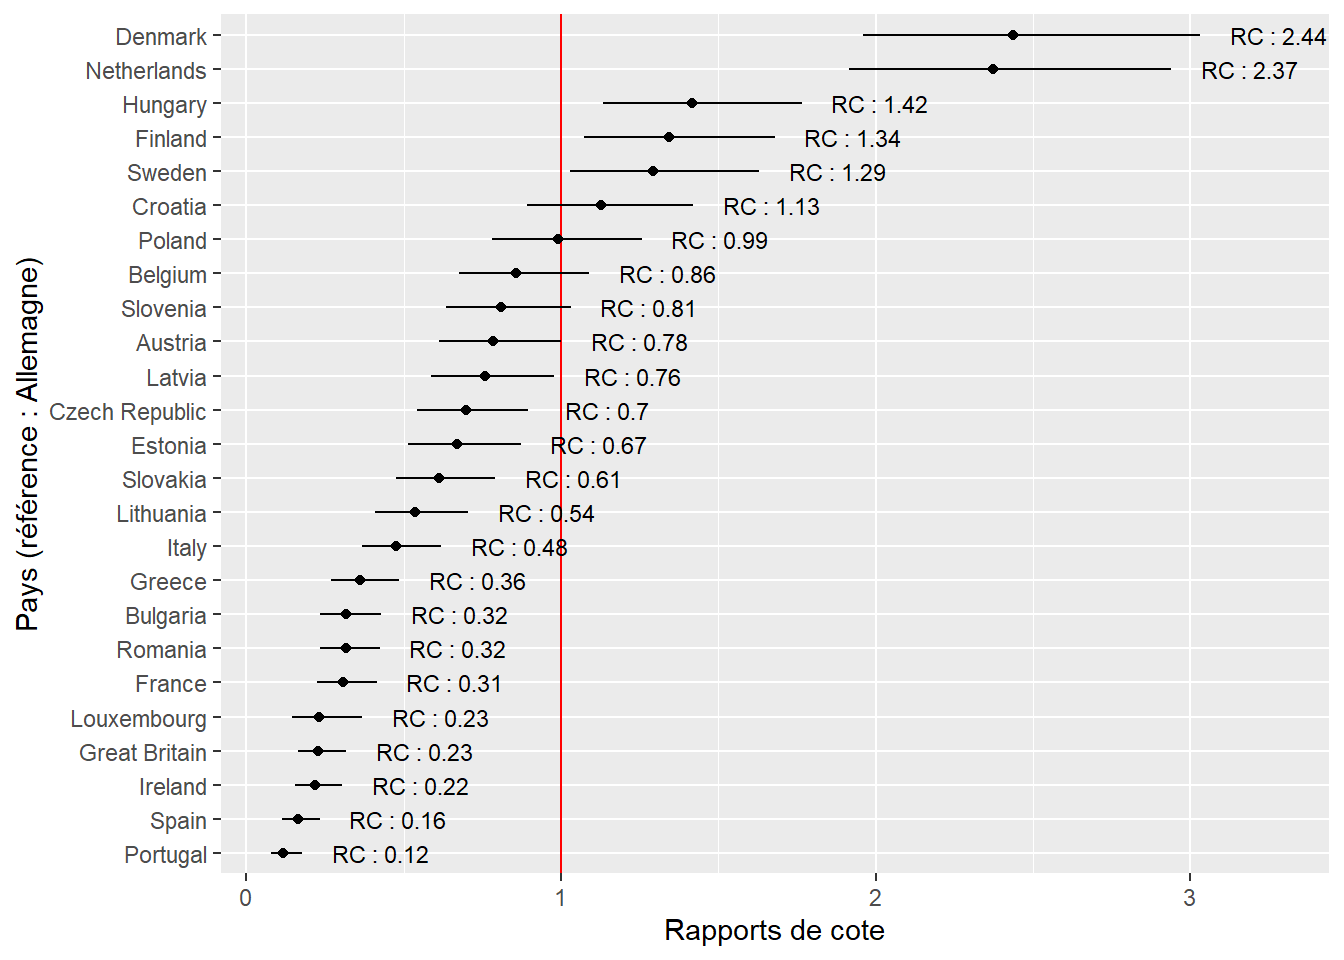 Pays (référence : Allemagne)
Denmark RC : 2.44
Netherlands RC : 2.37
Hungary RC : 1.42
Finland RC : 1.34
Sweden RC : 1.29
Croatia RC : 1.13
Poland RC : 0.99
Belgium RC : 0.86
Slovenia RC : 0.81
Austria RC : 0.78
Latvia RC : 0.76
Czech Republic RC : 0.7
Estonia RC : 0.67
Slovakia RC : 0.61
Lithuania RC : 0.54
Italy RC : 0.48
Greece RC : 0.36
Bulgaria RC : 0.32
Romania RC : 0.32
France RC : 0.31
Louxembourg RC : 0.23
Great Britain RC : 0.23
Ireland RC : 0.22
Spain RC : 0.16
Portugal RC : 0.12
0 1 2 3
Rapports de cote